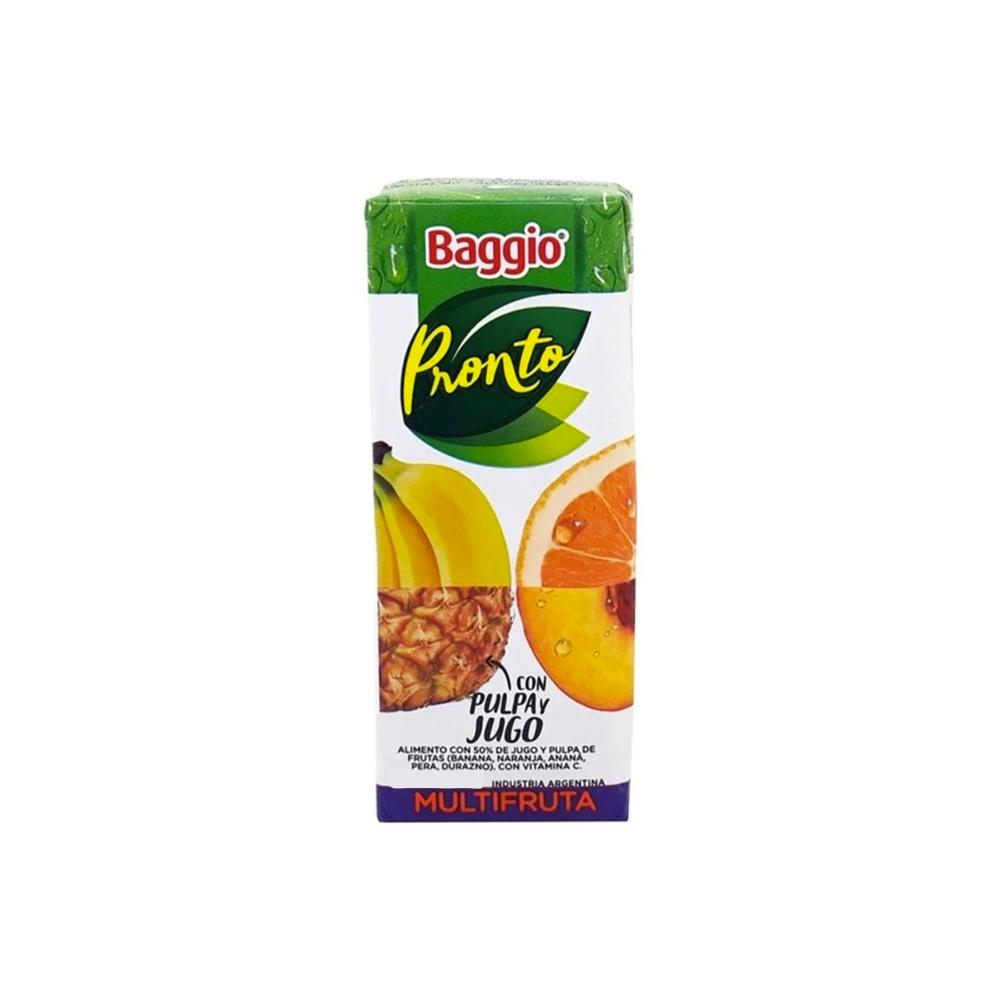 Baggio®
Pronto
CON
PULPA Y
JUGO
ALIMENTO CON 50% DE JUGO Y PULPA DE
FRUTAS (BANANA, NARANJA, ANANÁ,
PERA, DURAZNO). CON VITAMINA C.
INDUSTRIA ARGENTINA
MULTIFRUTA